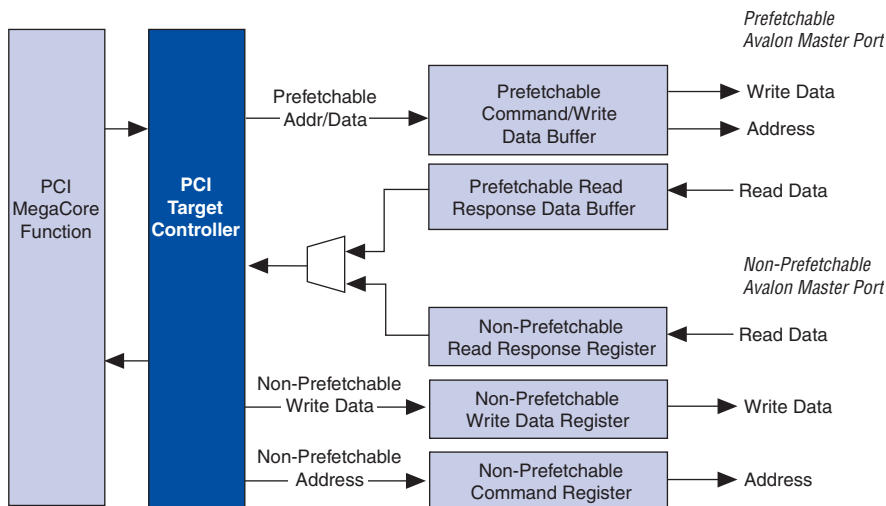 Prefetchable
Avalon Master Port
PCI
MegaCore
Function
PCI
Target
Controller
Prefetchable
Addr/Data
Prefetchable
Command/Write
Data Buffer
Write Data
Address
Prefetchable Read
Response Data Buffer
Read Data
Non-Prefetchable
Avalon Master Port
Non-Prefetchable
Read Response Register
Read Data
Non-Prefetchable
Write Data
Non-Prefetchable
Write Data Register
Write Data
Non-Prefetchable
Address
Non-Prefetchable
Command Register
Address